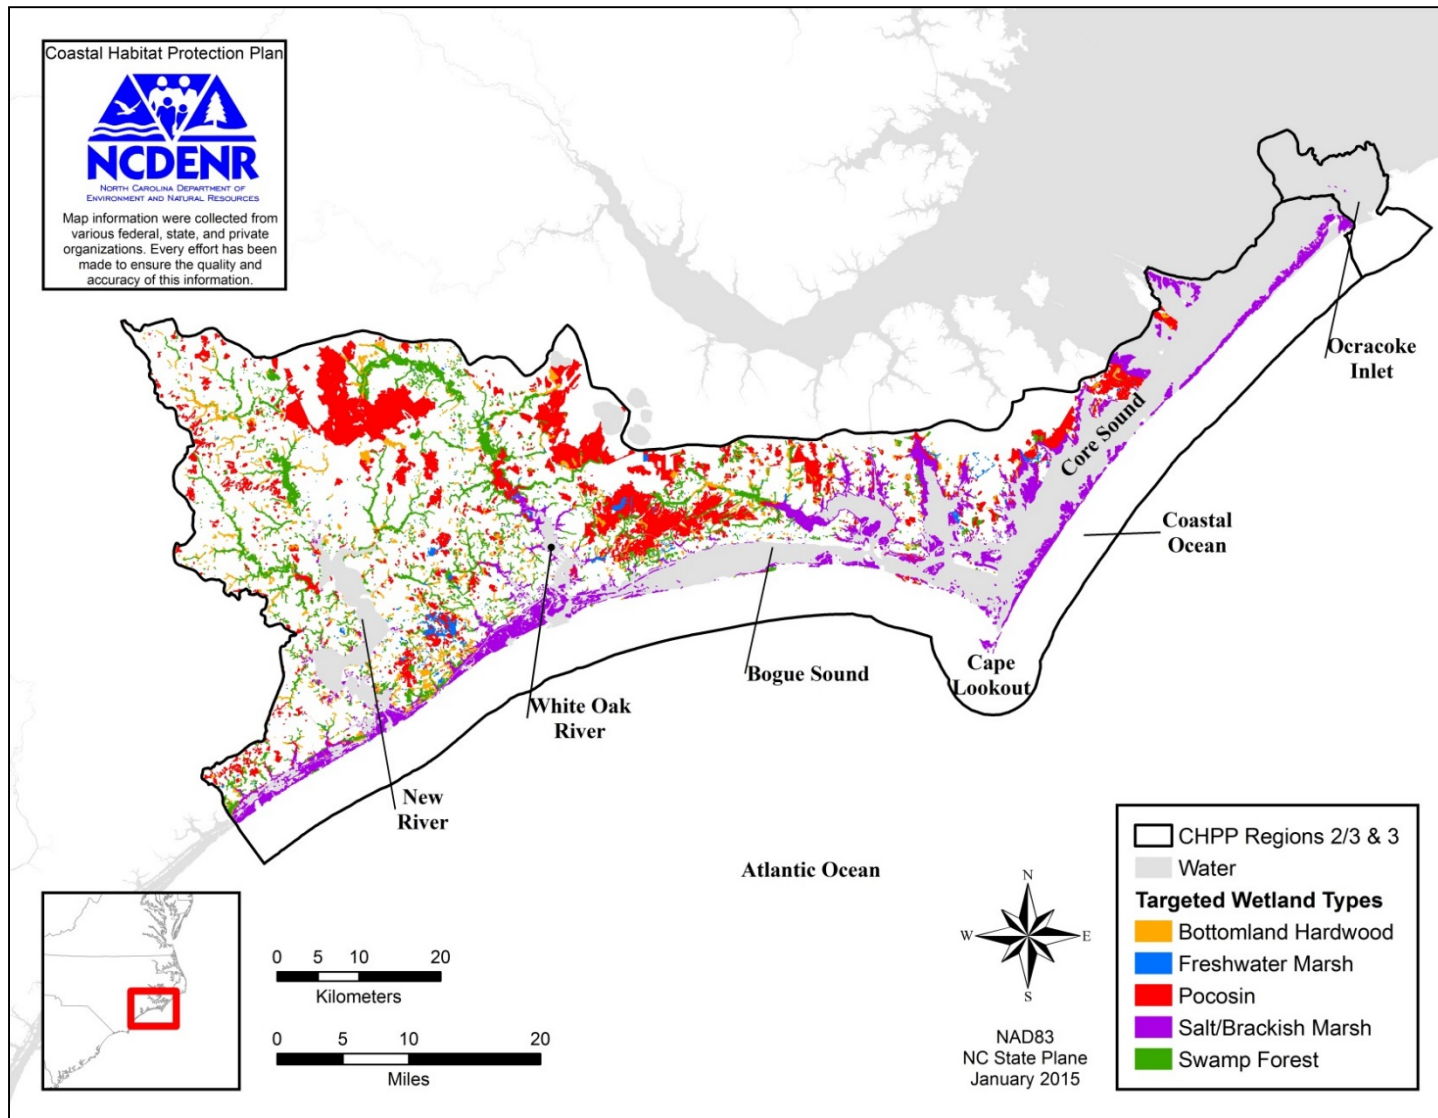 Coastal Habitat Protection Plan
NCDENR
NORTH CAROLINA DEPARTMENT OF
ENVIRONMENT AND NATURAL RESOURCES
Map information were collected from
various federal, state, and private
organizations. Every effort has been
made to ensure the quality and
accuracy of this information.
Ocracoke
Inlet
Core Sound
Coastal
Ocean
Cape
Lookout
Bogue Sound
White Oak
River
New
River
Atlantic Ocean
0 5 10 20
Kilometers
0 5 10 20
Miles
N
W E
S
NAD83
NC State Plane
January 2015
CHPP Regions 2/3 & 3
Water
Targeted Wetland Types
Bottomland Hardwood
Freshwater Marsh
Pocosin
Salt/Brackish Marsh
Swamp Forest